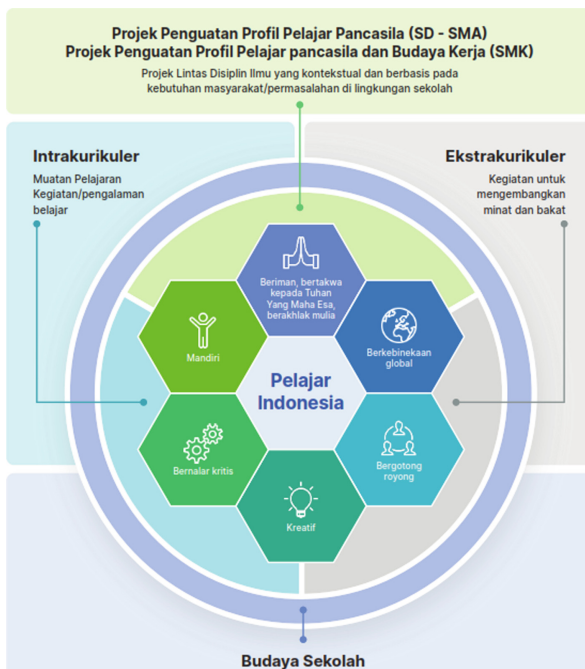 Projek Penguatan Profil Pelajar Pancasila (SD - SMA)
Projek Penguatan Profil Pelajar pancasila dan Budaya Kerja (SMK)
Projek Lintas Disiplin Ilmu yang kontekstual dan berbasis pada
kebutuhan masyarakat/permasalahan di lingkungan sekolah
Intrakurikuler
Muatan Pelajaran
Kegiatan/pengalaman
belajar
Ekstrakurikuler
Kegiatan untuk
mengembangkan
minat dan bakat
Beriman, bertakwa
kepada Tuhan
Yang Maha Esa,
berakhlak mulia
Mandiri
Berkebinekaan
global
Pelajar
Indonesia
Bernalar kritis
Bergotong
royong
Kreatif
Budaya Sekolah